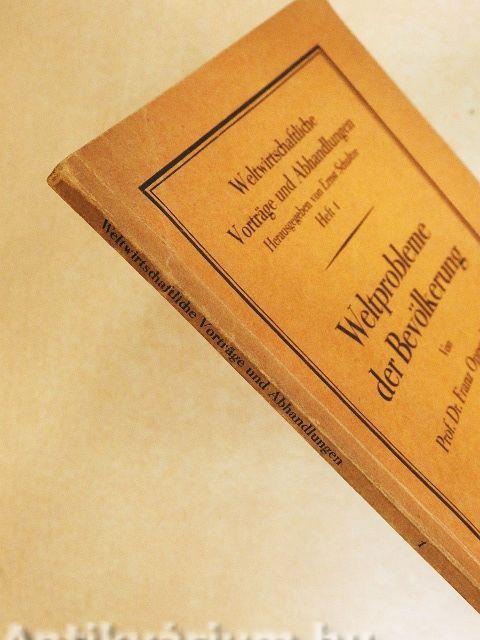 Weltwirtschaftliche
Vorträge und Abhandlungen
Herausgegeben von Ernst Schultze
Heft 1
Weltprobleme
der Bevölkerung
Von
Prof. Dr. Franz
Weltwirtschaftliche Vorträge und Abhandlungen
1